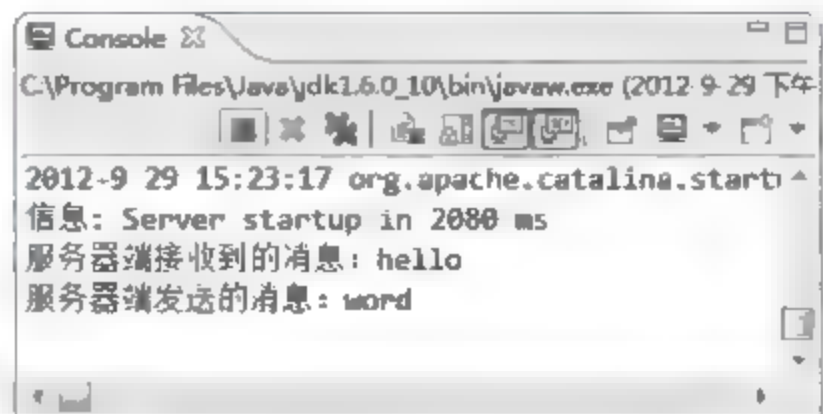 Console
C:\Program Files\Java\jdk1.6.0_10\bin\javaw.exe (2012-9-29 下午
2012-9-29 15:23:17 org.apache.catalina.start
信息: Server startup in 2080 ms
服务器端接收到的消息：hello
服务器端发送的消息：word